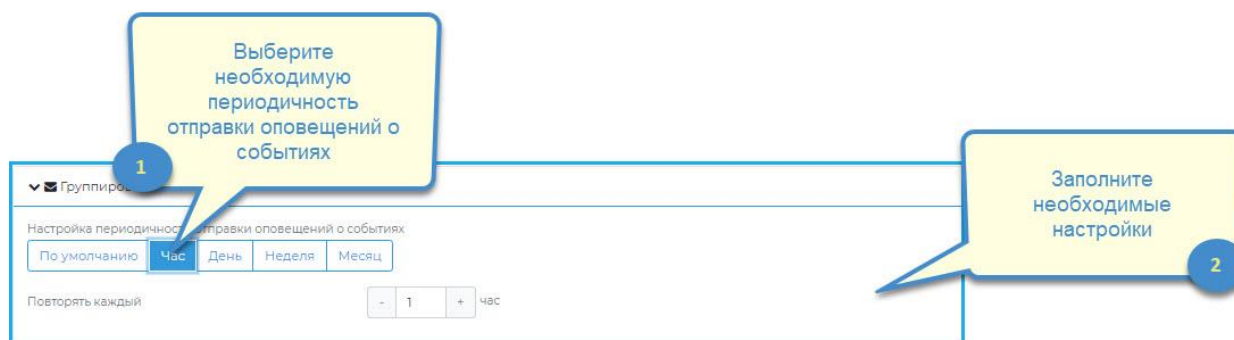 Выберите
необходимую
периодичность
отправки оповещений о
событиях
1
Настройка периодичности отправки оповещений о событиях
По умолчанию Час День Неделя Месяц
Повторять каждый - 1 + час
Заполните
необходимые
настройки
2